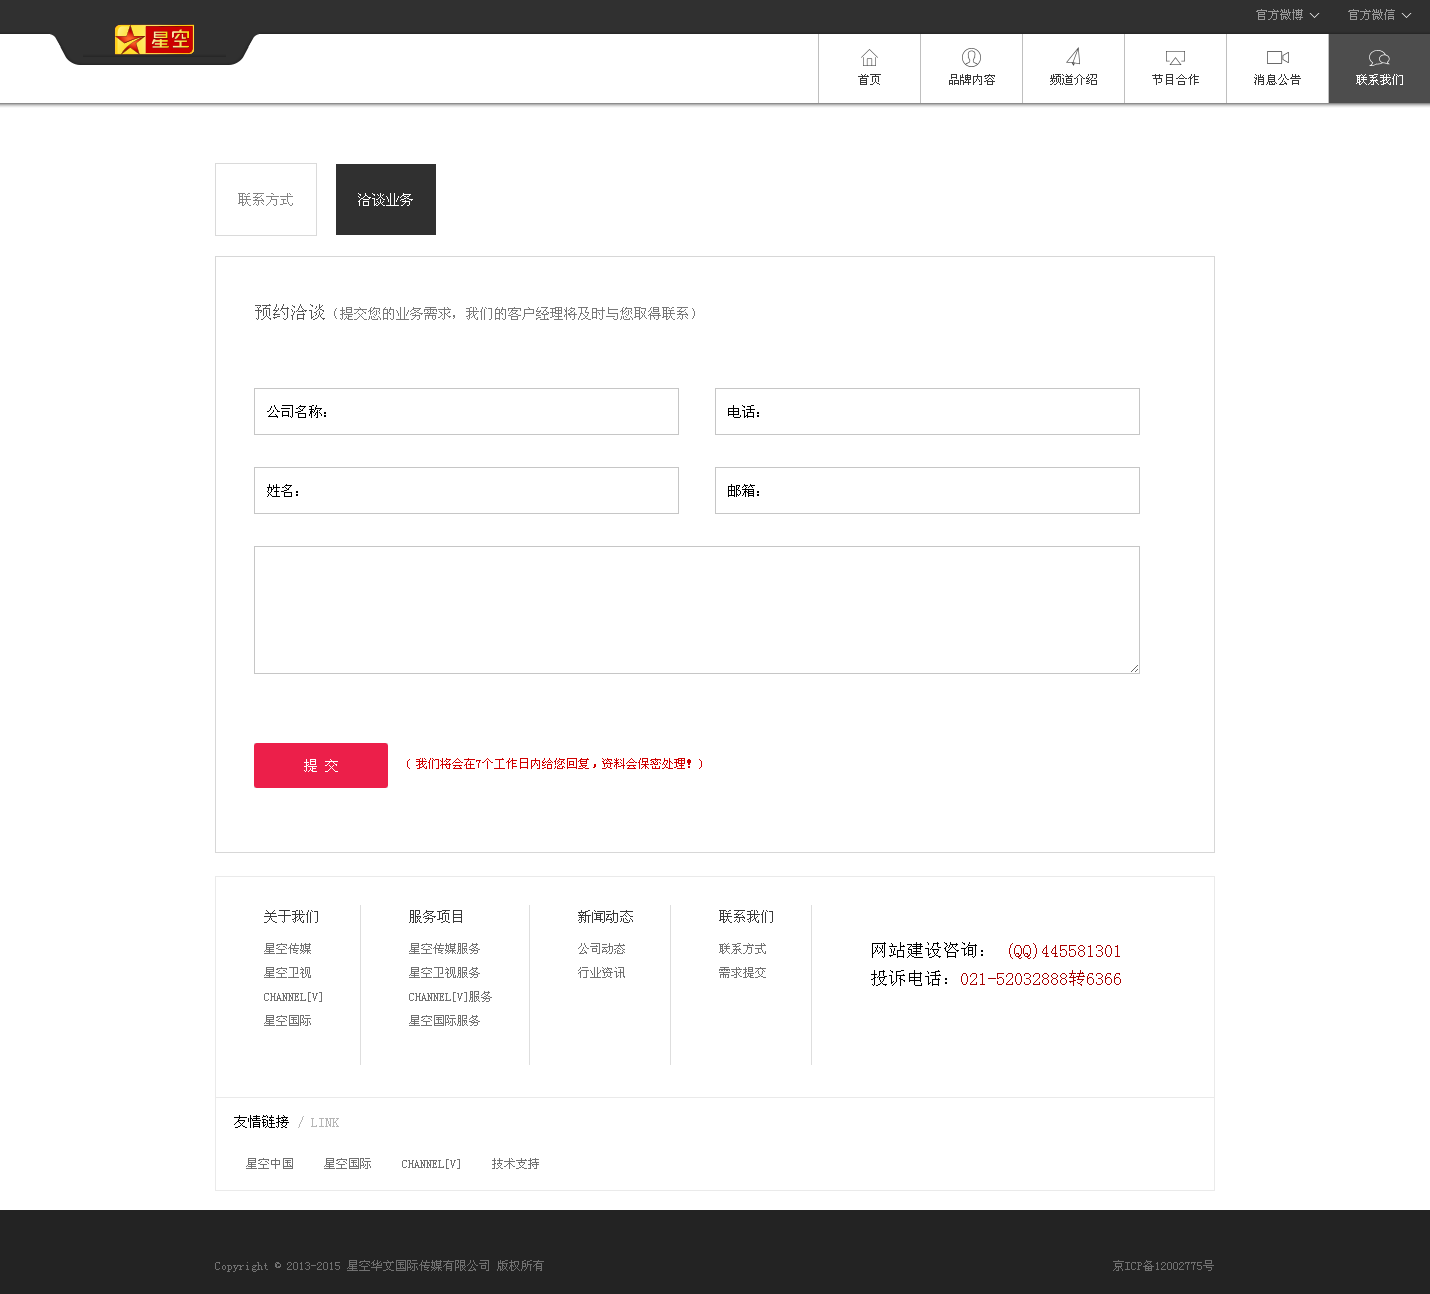 官方微博 官方微信
星空
首页 品牌内容 频道介绍 节目合作 消息公告 联系我们
联系方式 洽谈业务
预约洽谈（提交您的业务需求，我们的客户经理将及时与您取得联系）
公司名称： 电话：
姓名： 邮箱：
提 交 （ 我们将会在7个工作日内给您回复，资料会保密处理！ ）
关于我们 服务项目 新闻动态 联系我们
星空传媒 星空传媒服务 公司动态 联系方式
网站建设咨询： (QQ)445581301
星空卫视 星空卫视服务 行业资讯 需求提交
投诉电话：021-52032888转6366
CHANNEL[V] CHANNEL[V]服务
星空国际 星空国际服务
友情链接 / LINK
星空中国 星空国际 CHANNEL[V] 技术支持
Copyright © 2013-2015 星空华文国际传媒有限公司 版权所有 京ICP备12002775号